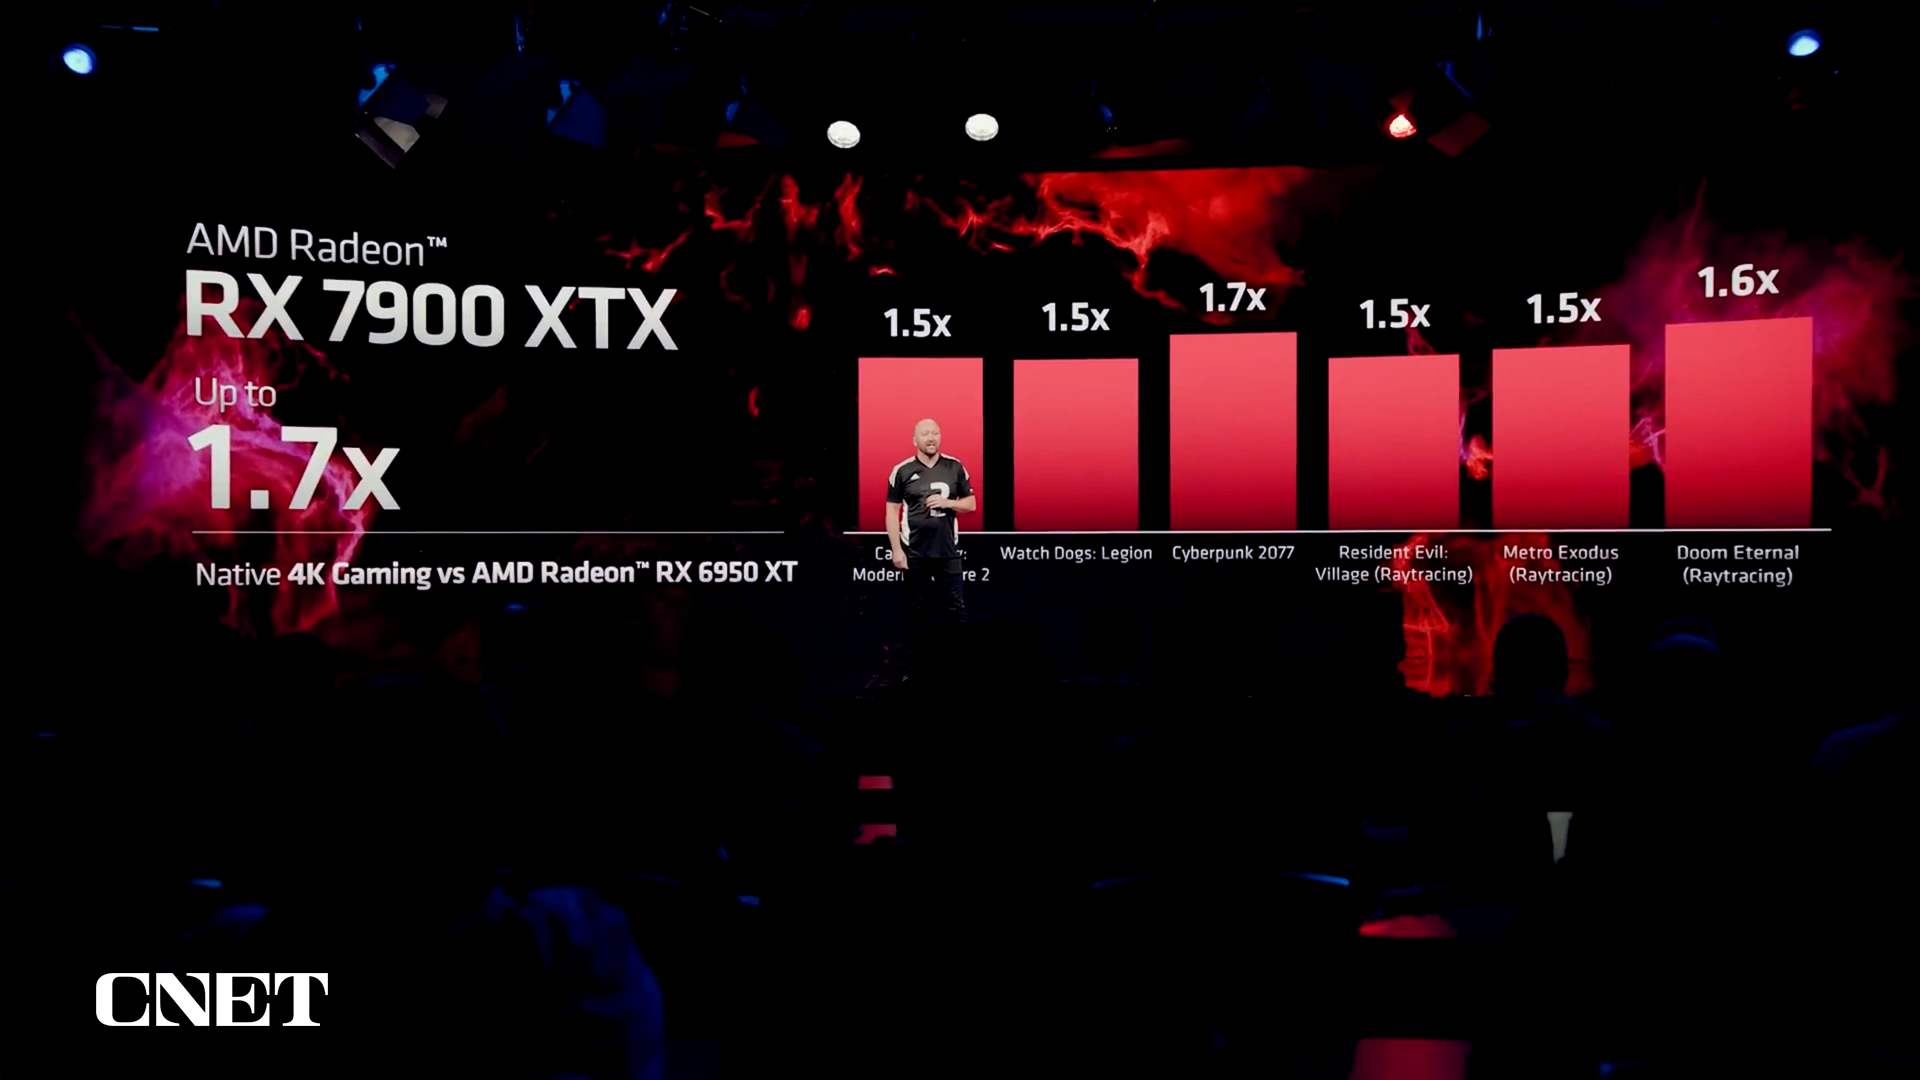 AMD Radeon™
RX 7900 XTX
Up to
1.7x
Native 4K Gaming vs AMD Radeon™ RX 6950 XT
1.5x
1.5x
1.7x
1.5x
1.5x
1.6x
2
Watch Dogs: Legion
Cyberpunk 2077
Resident Evil:
Village (Raytracing)
Metro Exodus
(Raytracing)
Doom Eternal
(Raytracing)
CNET